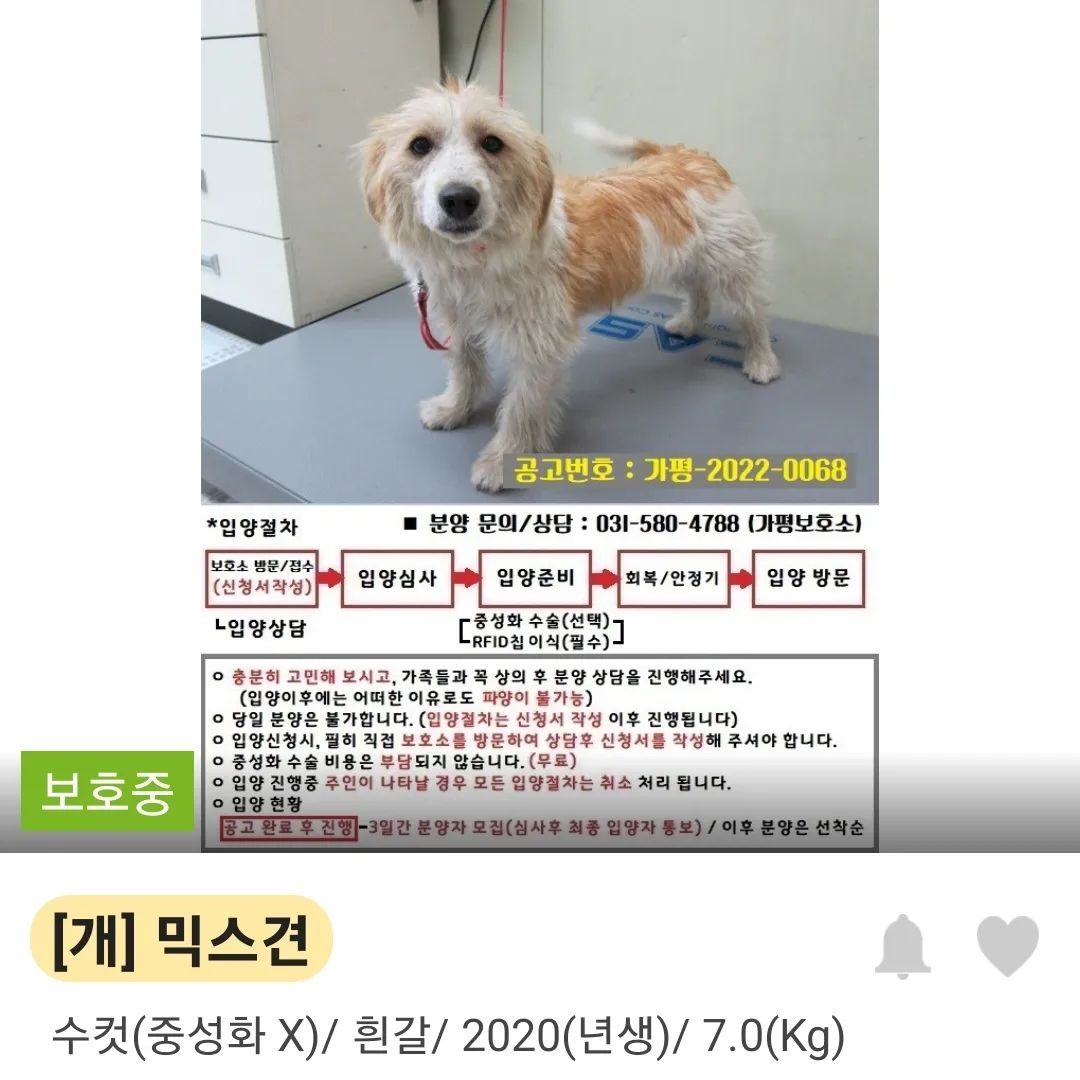 공고번호 : 가평-2022-0068
*입양절차
■ 분양 문의/상담 : 031-580-4788 (가평보호소)
보호소 방문/접수
(신청서작성)
입양심사
입양준비
회복/안정기
입양 방문
┗입양상담
중성화 수술(선택)
RFID칩 이식(필수)
ㅇ 충분히 고민해 보시고, 가족들과 꼭 상의 후 분양 상담을 진행해주세요.
(입양이후에는 어떠한 이유로도 파양이 불가능)
ㅇ 당일 분양은 불가합니다. (입양절차는 신청서 작성 이후 진행됩니다)
ㅇ 입양신청시, 필히 직접 보호소를 방문하여 상담후 신청서를 작성해 주셔야 합니다.
ㅇ 중성화 수술 비용은 부담되지 않습니다. (무료)
ㅇ 입양 진행중 주인이 나타날 경우 모든 입양절차는 취소 처리 됩니다.
ㅇ 입양 현황
공고 완료 후 진행-3일간 분양자 모집(심사후 최종 입양자 통보) / 이후 분양은 선착순
보호중
[개] 믹스견
수컷(중성화 X)/ 흰갈/ 2020(년생)/ 7.0(Kg)